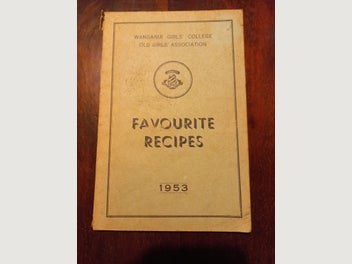 WANGANUI GIRLS' COLLEGE
OLD GIRLS' ASSOCIATION
FAVOURITE
RECIPES
1953